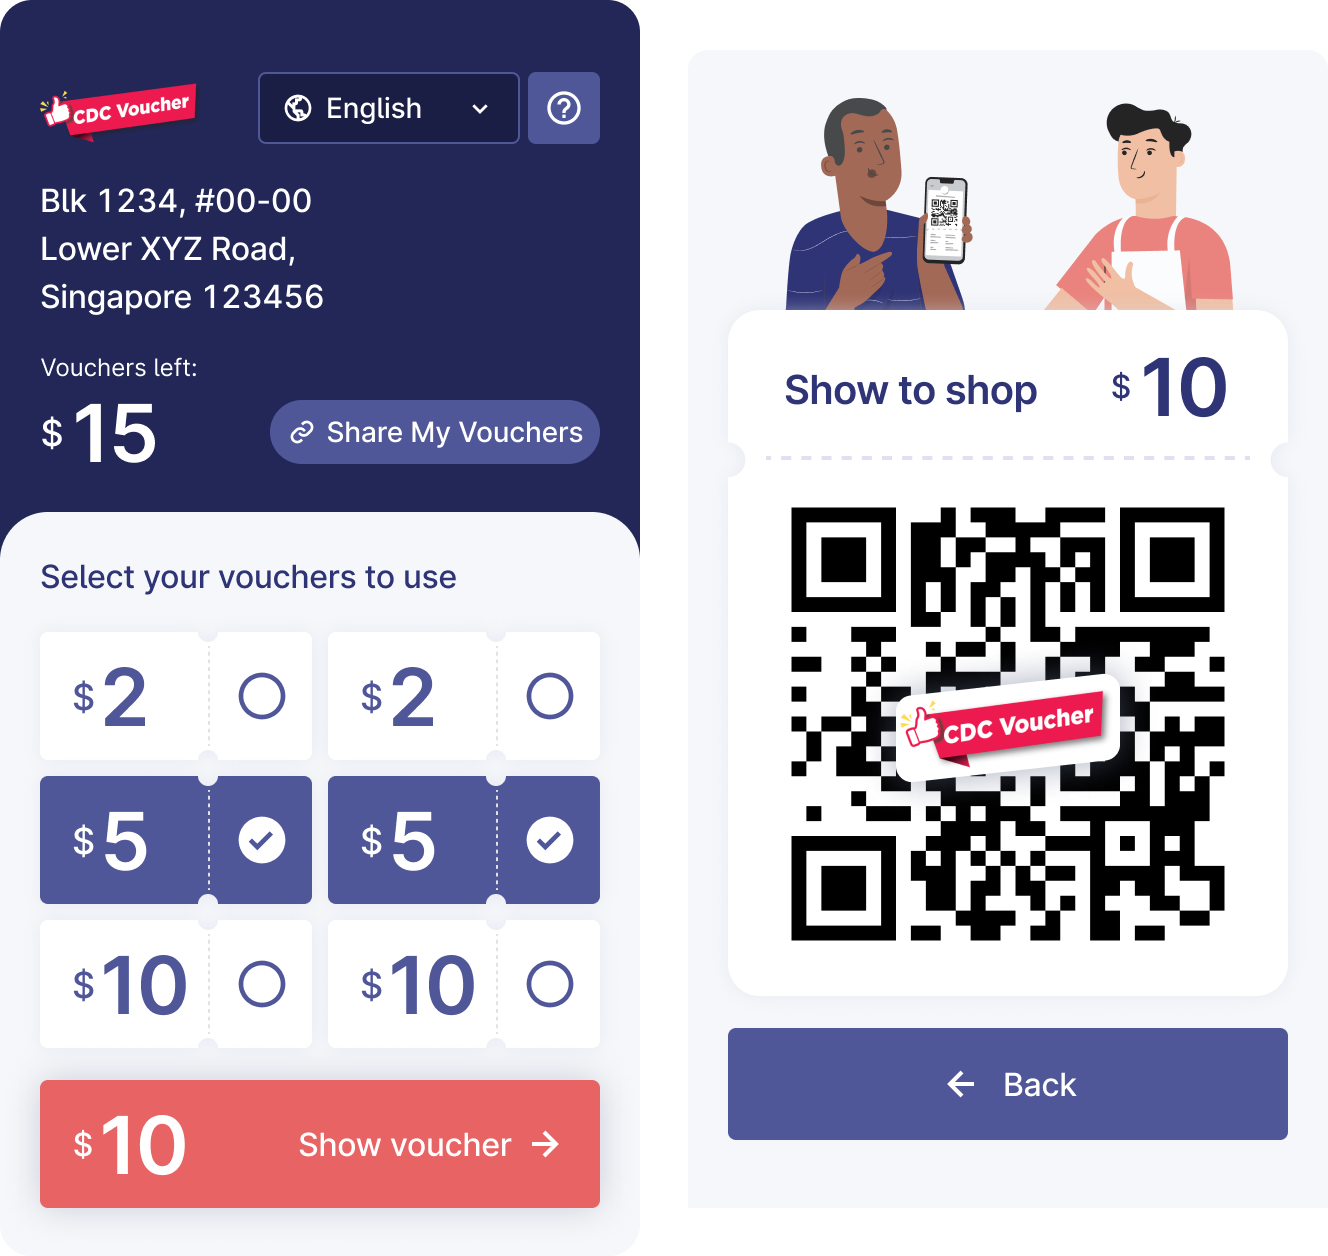 CDC Voucher
English
Blk 1234, #00-00
Lower XYZ Road,
Singapore 123456
Vouchers left:
$ 15
Share My Vouchers
Select your vouchers to use
$ 2
$ 2
$ 5
$ 5
$ 10
$ 10
$ 10
Show voucher
Show to shop
$ 10
CDC Voucher
Back